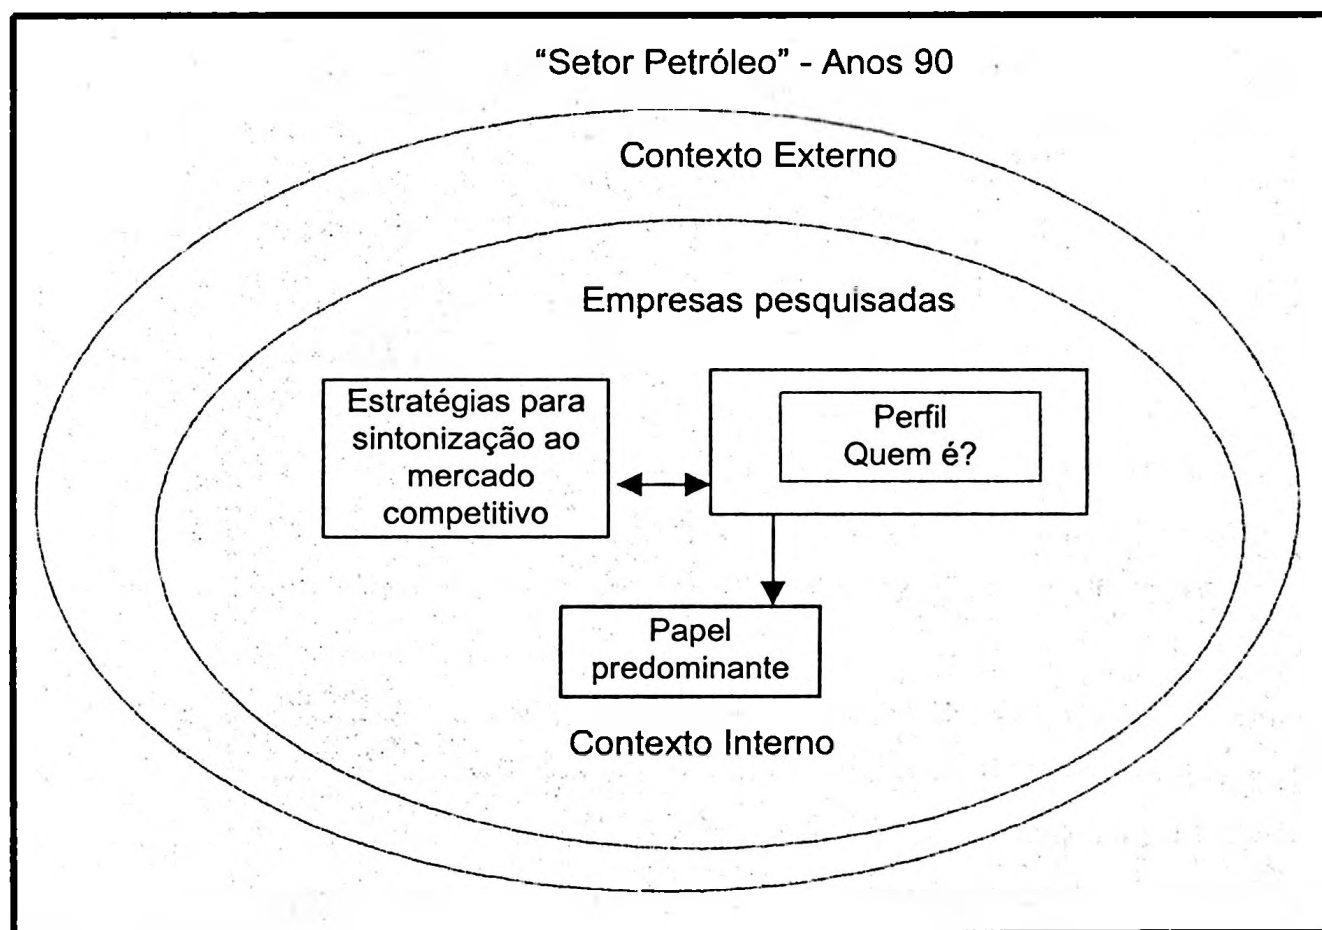 “Setor Petróleo” - Anos 90
Contexto Externo
Empresas pesquisadas
Estratégias para
sintonização ao
mercado
competitivo
Perfil
Quem é?
Papel
predominante
Contexto Interno